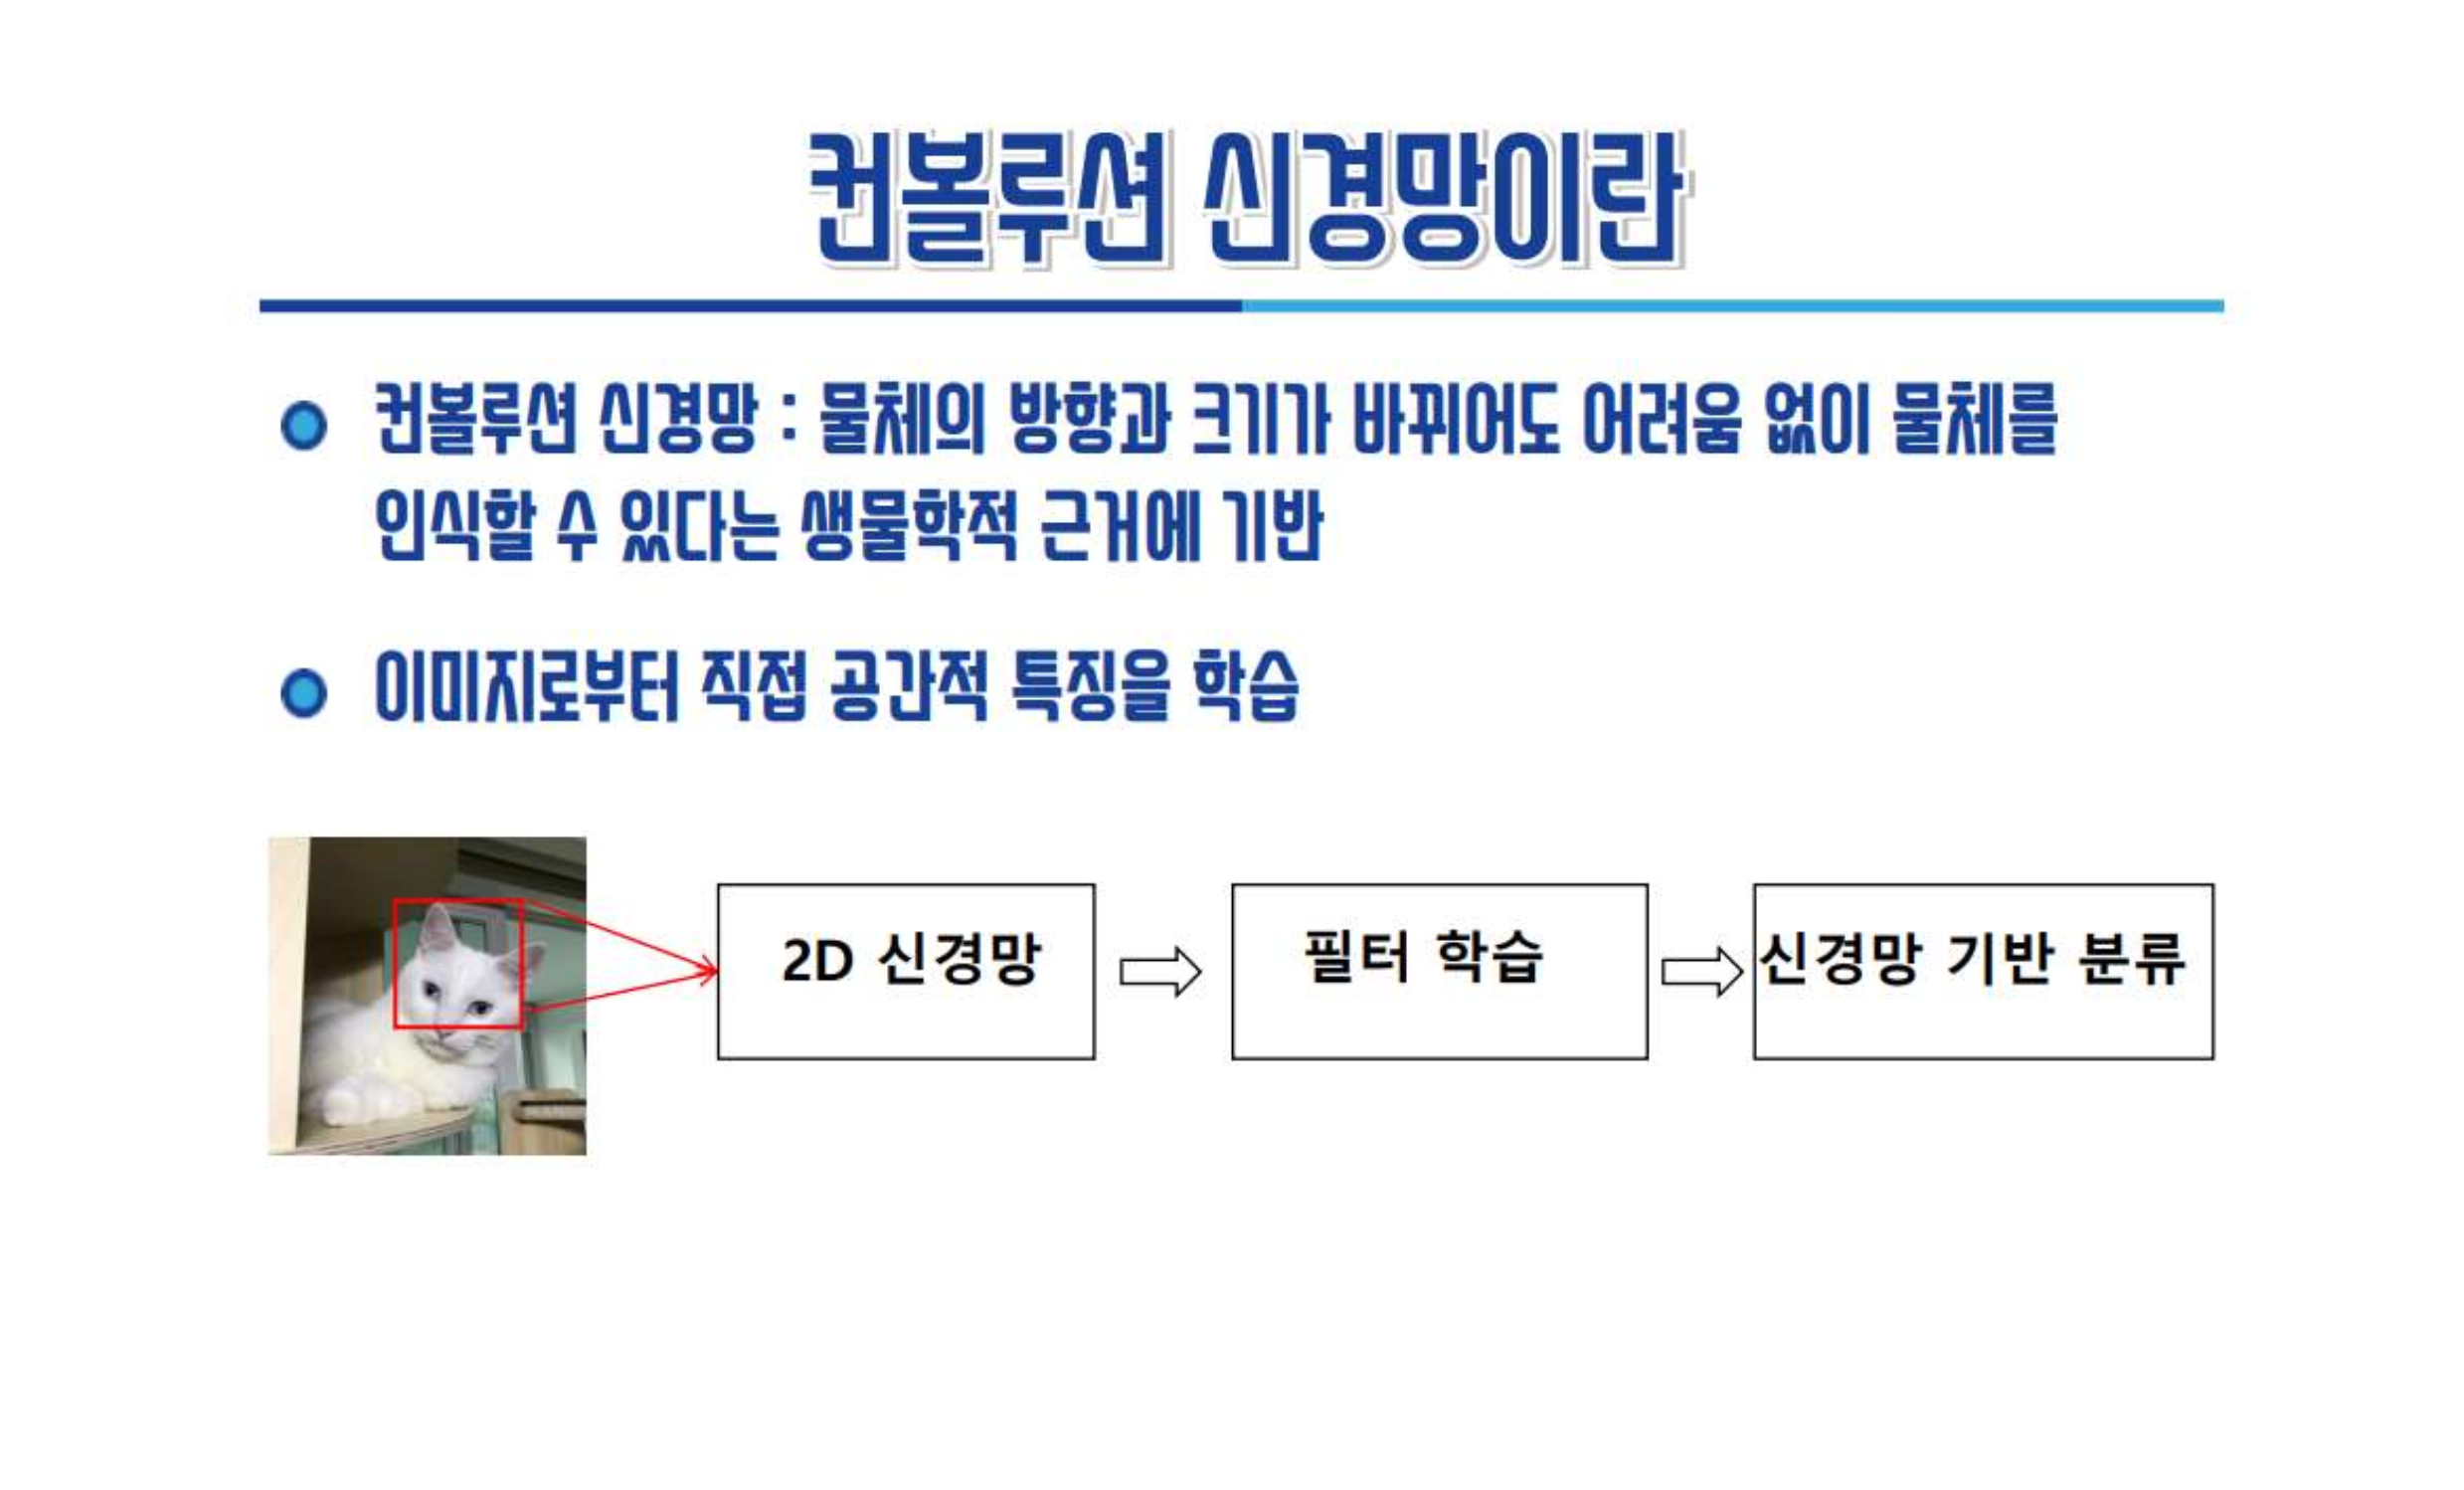 컨볼루션 신경망이란
컨볼루션 신경망 : 물체의 방향과 크기가 바뀌어도 어려움 없이 물체를
인식할 수 있다는 생물학적 근거에 기반
이미지로부터 직접 공간적 특징을 학습
2D 신경망
필터 학습
신경망 기반 분류